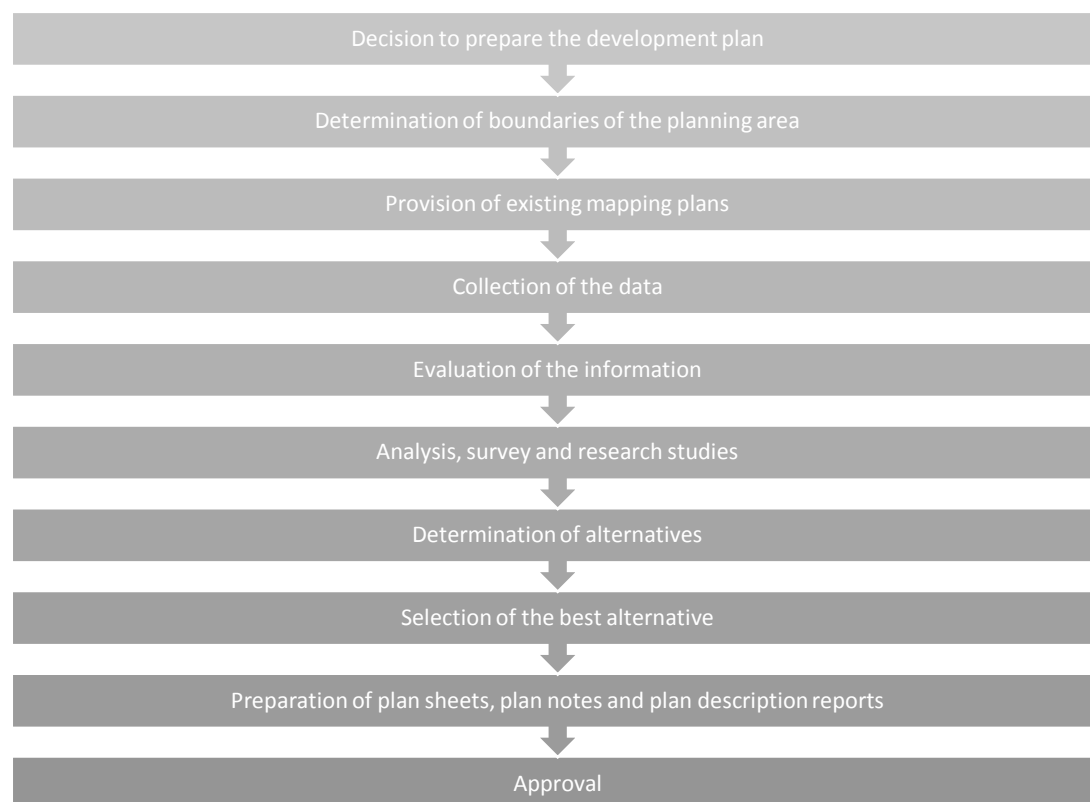 Decision to prepare the development plan
Determination of boundaries of the planning area
Provision of existing mapping plans
Collection of the data
Evaluation of the information
Analysis, survey and research studies
Determination of alternatives
Selection of the best alternative
Preparation of plan sheets, plan notes and plan description reports
Approval